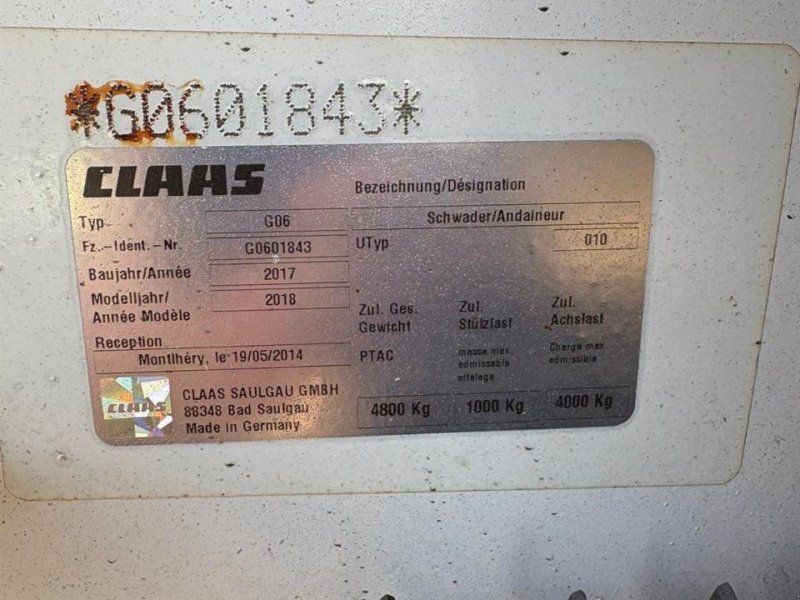 *G0601843*
CLAAS
Bezeichnung/Désignation
Typ G06 Schwader/Andaineur
Fz.-Ident.-Nr. G0601843 UTyp 010
Baujahr/Année 2017
Modelljahr/ 2018 Zul. Ges. Zul. Zul.
Année Modèle Gewicht Stützlast Achslast
Reception
Montlhéry, le 19/05/2014 PTAC masse max. Charge max
admissable admissible
attelage
CLAAS CLAAS SAULGAU GMBH
88348 Bad Saulgau 4800 Kg 1000 Kg 4000 Kg
Made in Germany